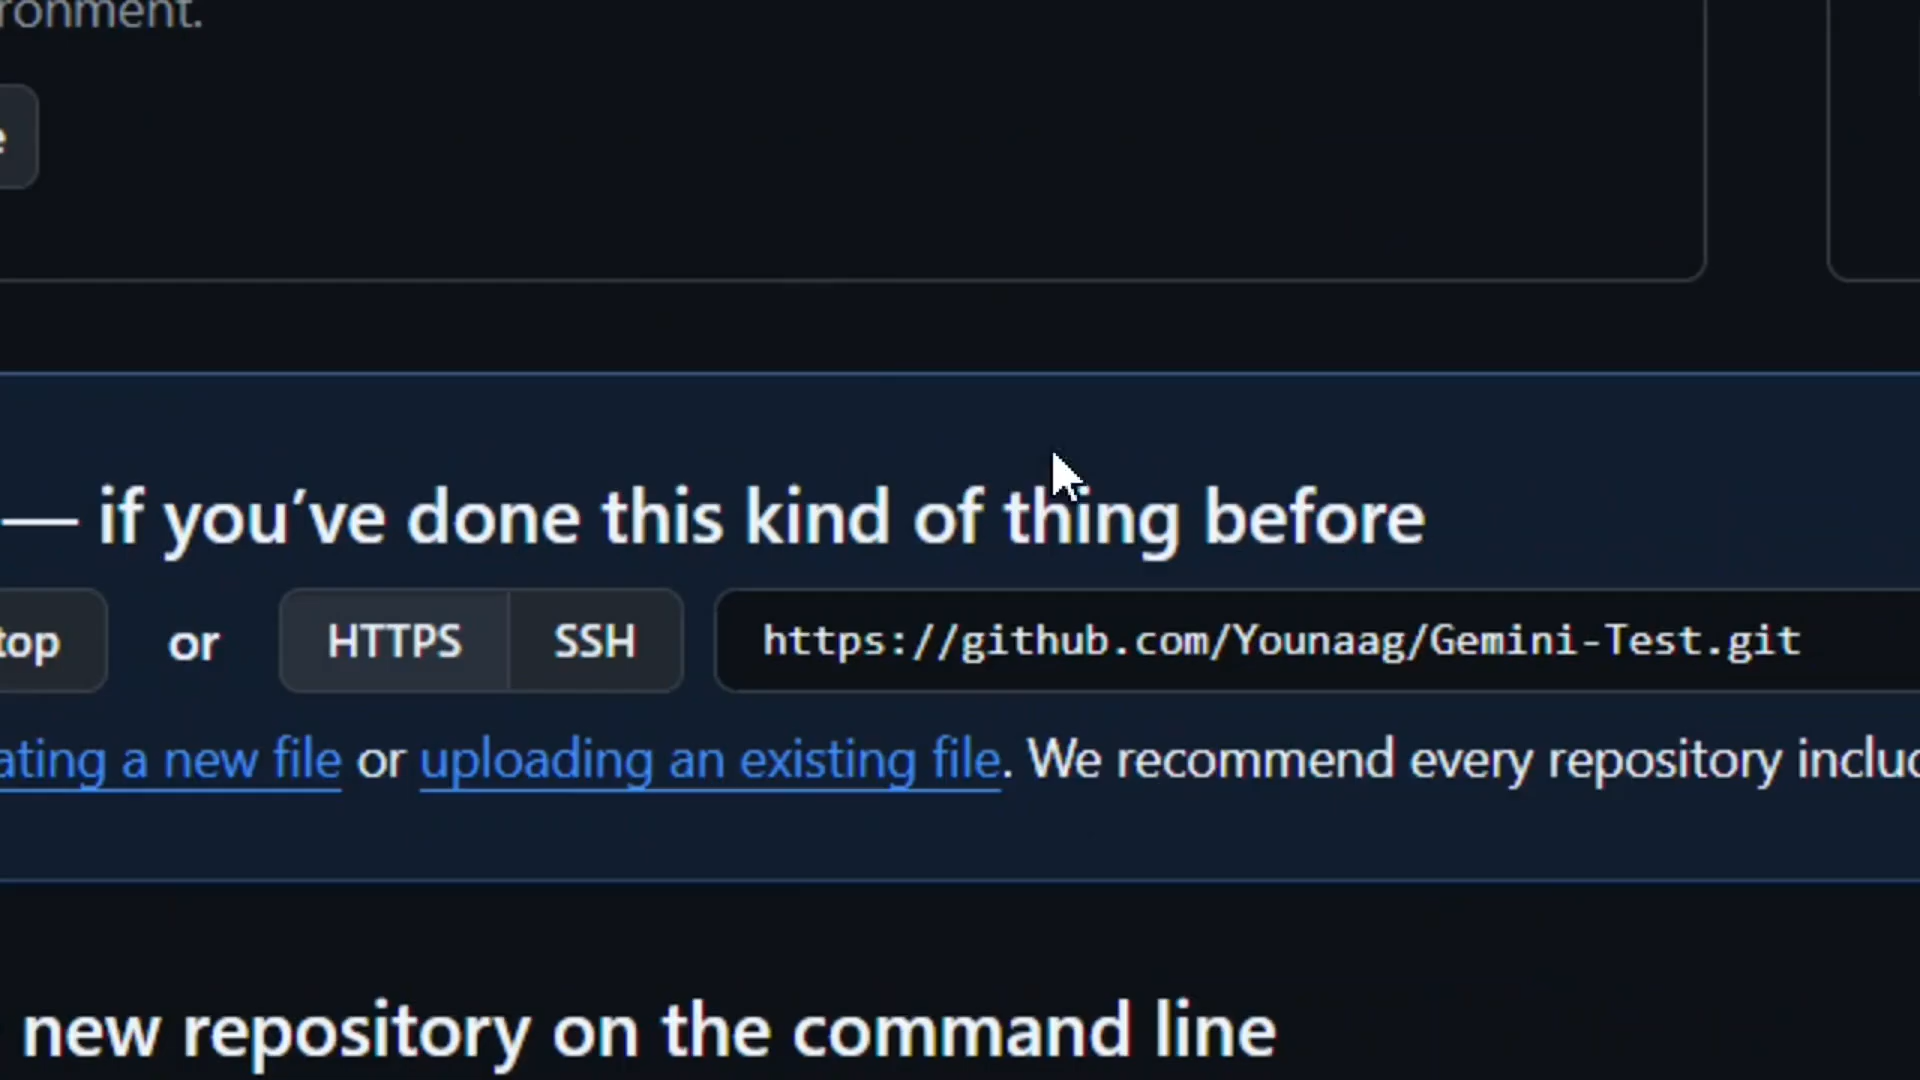 ronment.
e
— if you’ve done this kind of thing before
top or HTTPS SSH https://github.com/Younaag/Gemini-Test.git
ating a new file or uploading an existing file. We recommend every repository includ
new repository on the command line